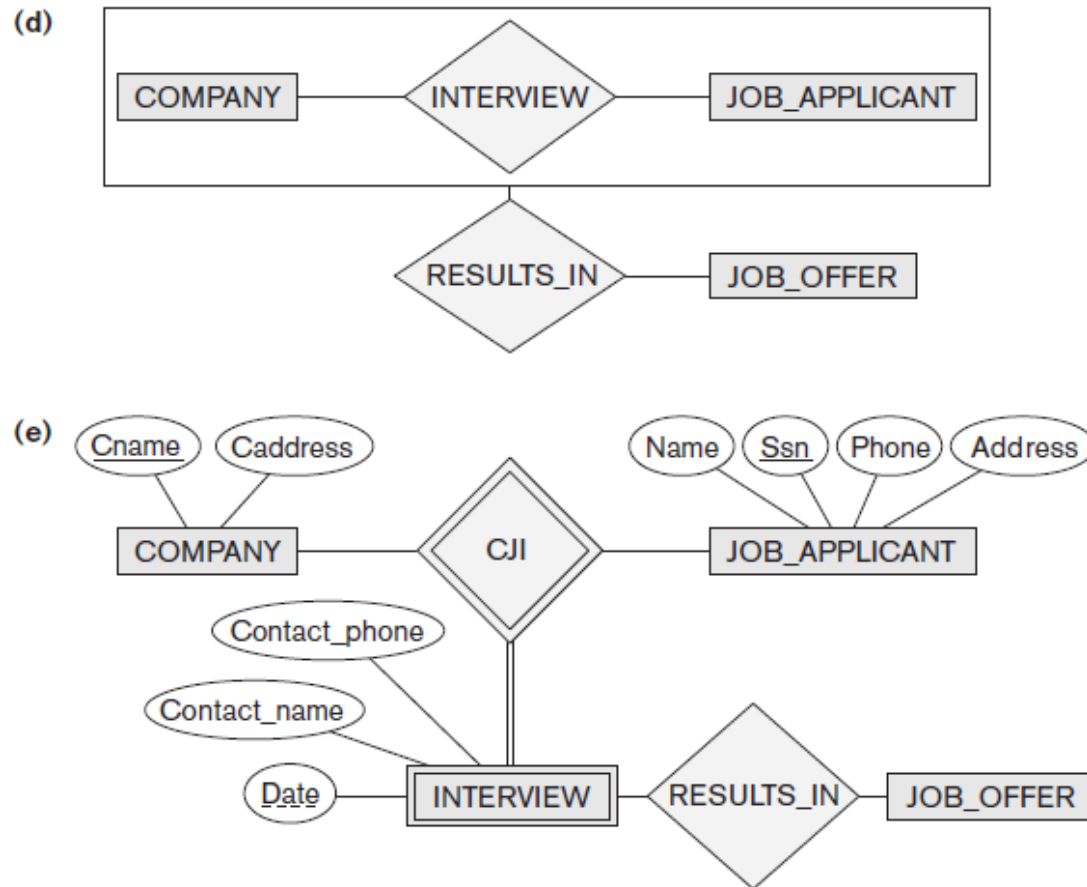 (d)
COMPANY INTERVIEW JOB_APPLICANT
RESULTS_IN JOB_OFFER
(e)
Cname Caddress Name Ssn Phone Address
COMPANY CJI JOB_APPLICANT
Contact_phone
Contact_name
Date INTERVIEW RESULTS_IN JOB_OFFER